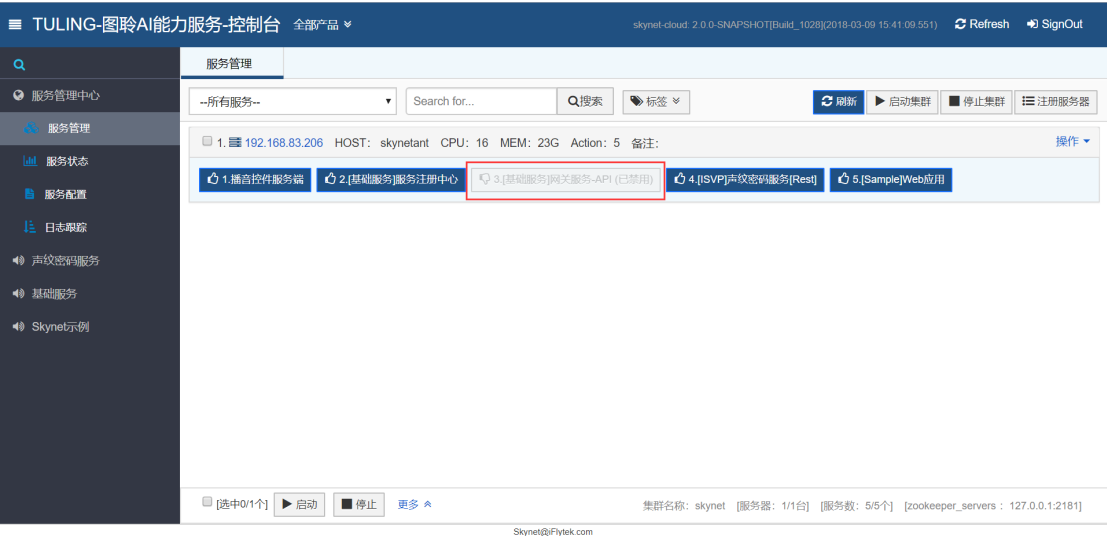 TULING-图聆AI能力服务-控制台 全部产品 skynet-cloud: 2.0.0-SNAPSHOT[Build_1028](2018-03-09 15:41:09.551) Refresh SignOut
服务管理
服务管理中心
服务管理
服务状态
服务配置
日志跟踪
声纹密码服务
基础服务
Skynet示例
--所有服务-- Search for... 搜索 标签 刷新 启动集群 停止集群 注册服务器
1. 192.168.83.206 HOST: skynetant CPU: 16 MEM: 23G Action: 5 备注: 操作
1.播音控件服务端 2.[基础服务]服务注册中心 3.[基础服务]网关服务-API (已禁用) 4.[ISVP]声纹密码服务[Rest] 5.[Sample]Web应用
[选中0/1个] 启动 停止 更多 集群名称: skynet [服务器: 1/1台] [服务数: 5/5个] [zookeeper_servers : 127.0.0.1:2181]
Skynet@iFlytek.com